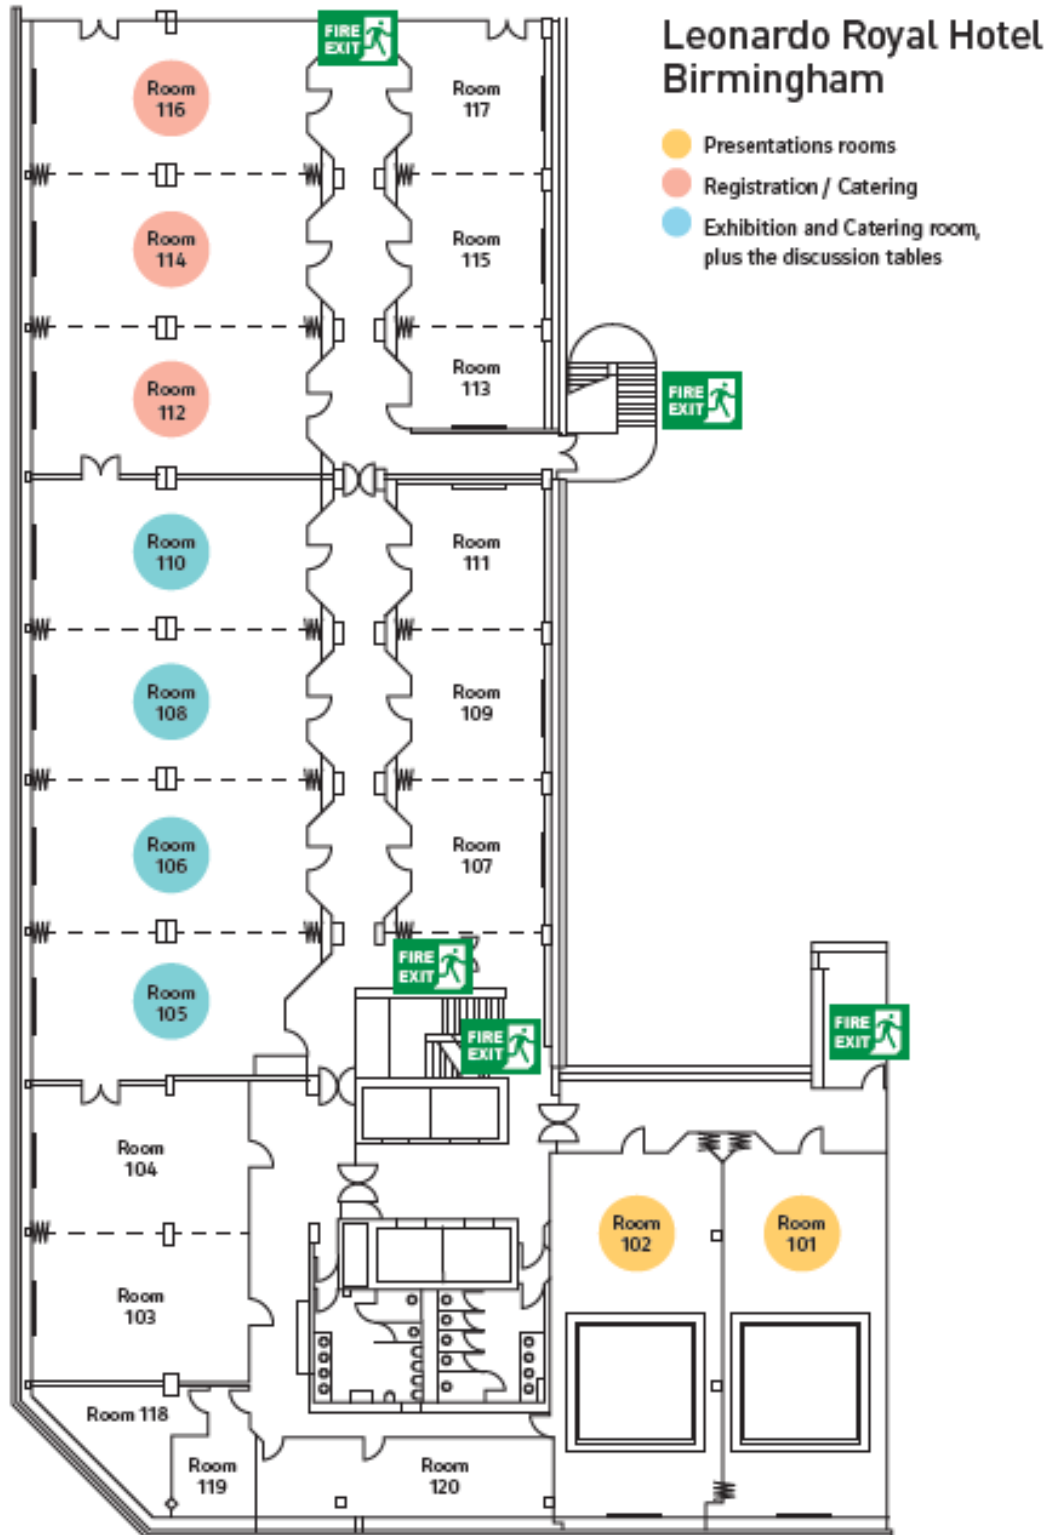 Leonardo Royal Hotel
Birmingham
Presentations rooms
Registration / Catering
Exhibition and Catering room,
plus the discussion tables
FIRE
EXIT
Room
116
Room
117
Room
114
Room
115
Room
112
Room
113
FIRE
EXIT
Room
110
Room
111
Room
108
Room
109
Room
106
Room
107
FIRE
EXIT
Room
105
FIRE
EXIT
FIRE
EXIT
Room
104
Room
102
Room
101
Room
103
Room 118
Room
119
Room
120